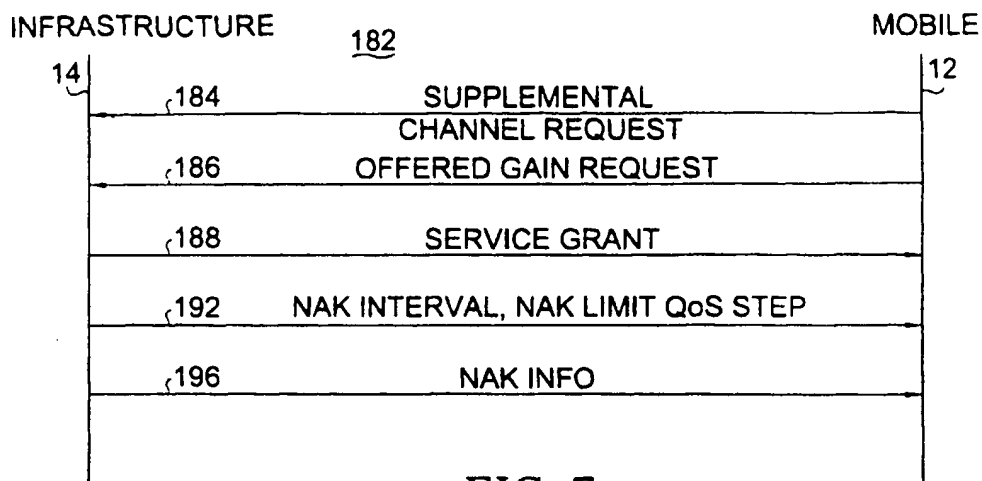 INFRASTRUCTURE 182 MOBILE
14 12
184 SUPPLEMENTAL
CHANNEL REQUEST
186 OFFERED GAIN REQUEST
188 SERVICE GRANT
192 NAK INTERVAL, NAK LIMIT QoS STEP
196 NAK INFO